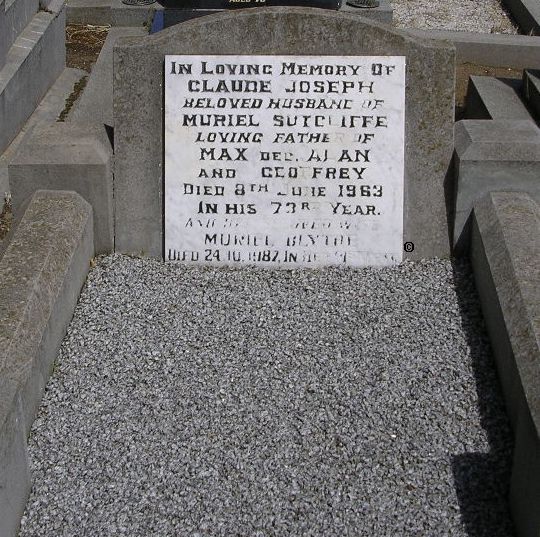 IN LOVING MEMORY OF
CLAUDE JOSEPH
BELOVED HUSBAND OF
MURIEL SUTCLIFFE
LOVING FATHER OF
MAX DEC. ALAN
AND GEOFFREY
DIED 8TH JUNE 1963
IN HIS 73RD YEAR.
AND
MURIEL BLYTHE
DIED 24.10.1987, IN
©